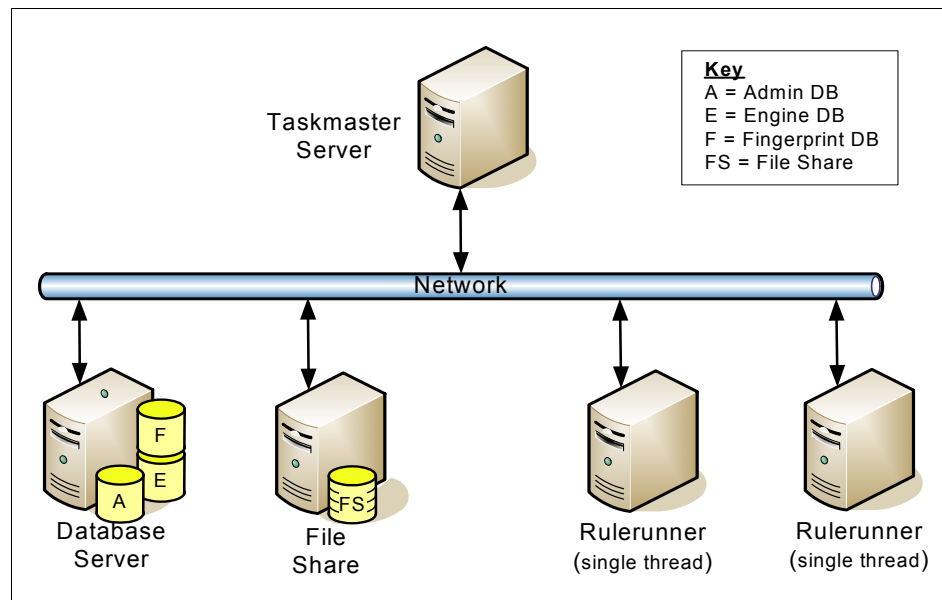 Taskmaster
Server
Key
A = Admin DB
E = Engine DB
F = Fingerprint DB
FS = File Share
Network
F
E
A
FS
Database
Server
File
Share
Rulerunner
(single thread)
Rulerunner
(single thread)